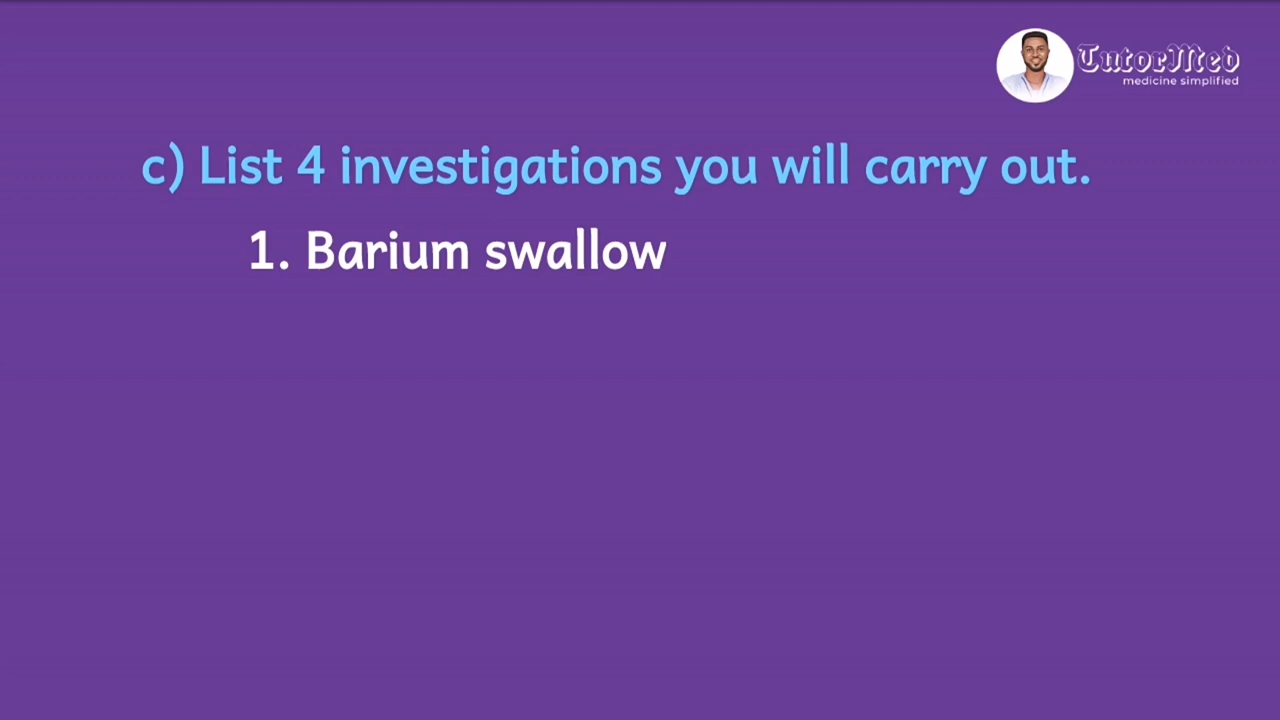 TutorMed
medicine simplified
c) List 4 investigations you will carry out.
1. Barium swallow